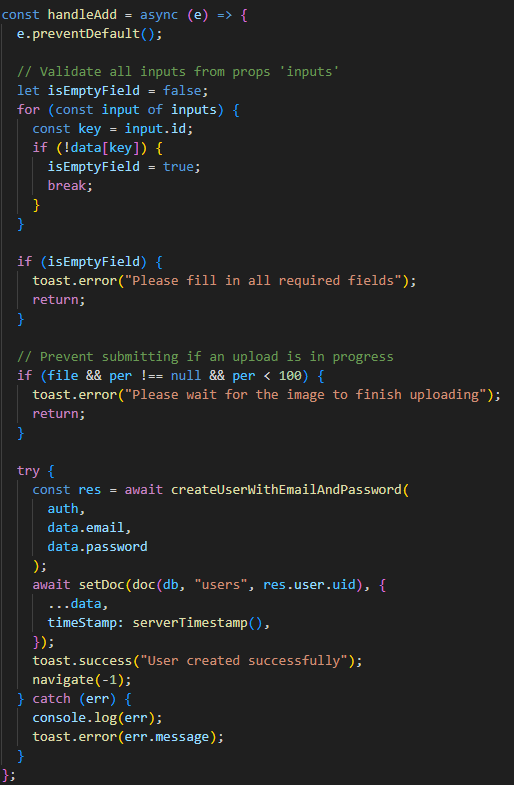 const handleAdd = async (e) => {
  e.preventDefault();

  // Validate all inputs from props 'inputs'
  let isEmptyField = false;
  for (const input of inputs) {
    const key = input.id;
    if (!data[key]) {
      isEmptyField = true;
      break;
    }
  }

  if (isEmptyField) {
    toast.error("Please fill in all required fields");
    return;
  }

  // Prevent submitting if an upload is in progress
  if (file && per !== null && per < 100) {
    toast.error("Please wait for the image to finish uploading");
    return;
  }

  try {
    const res = await createUserWithEmailAndPassword(
      auth,
      data.email,
      data.password
    );
    await setDoc(doc(db, "users", res.user.uid), {
      ...data,
      timeStamp: serverTimestamp(),
    });
    toast.success("User created successfully");
    navigate(-1);
  } catch (err) {
    console.log(err);
    toast.error(err.message);
  }
};